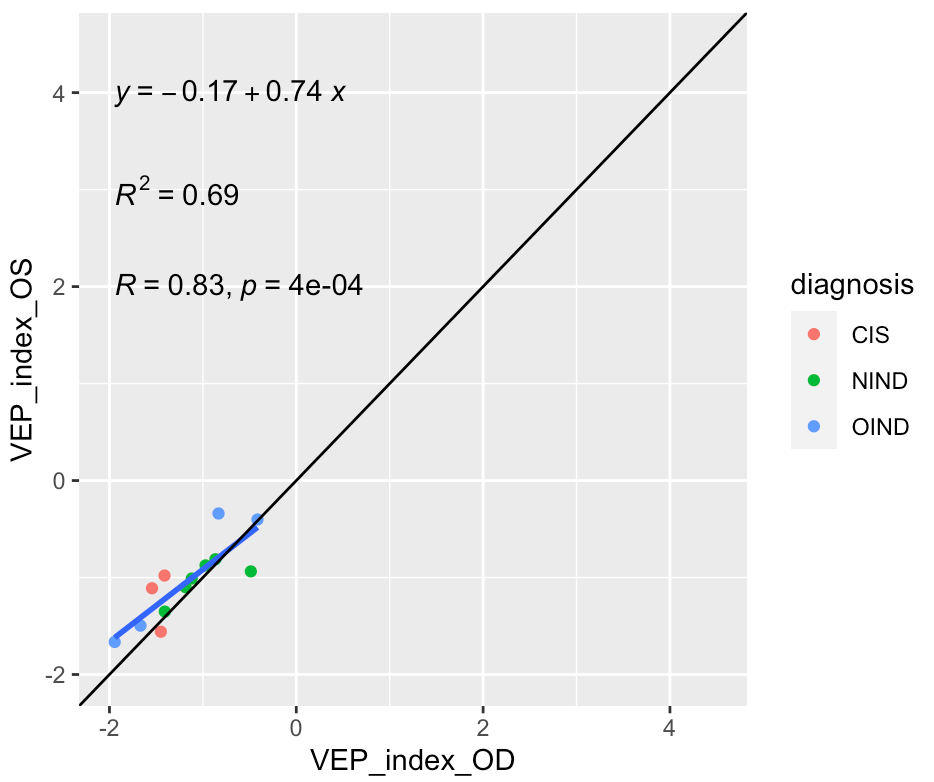 y = −0.17 + 0.74 x
R² = 0.69
R = 0.83, p = 4e-04
4
2
0
-2
VEP_index_OS
-2 0 2 4
VEP_index_OD
diagnosis
CIS
NIND
OIND